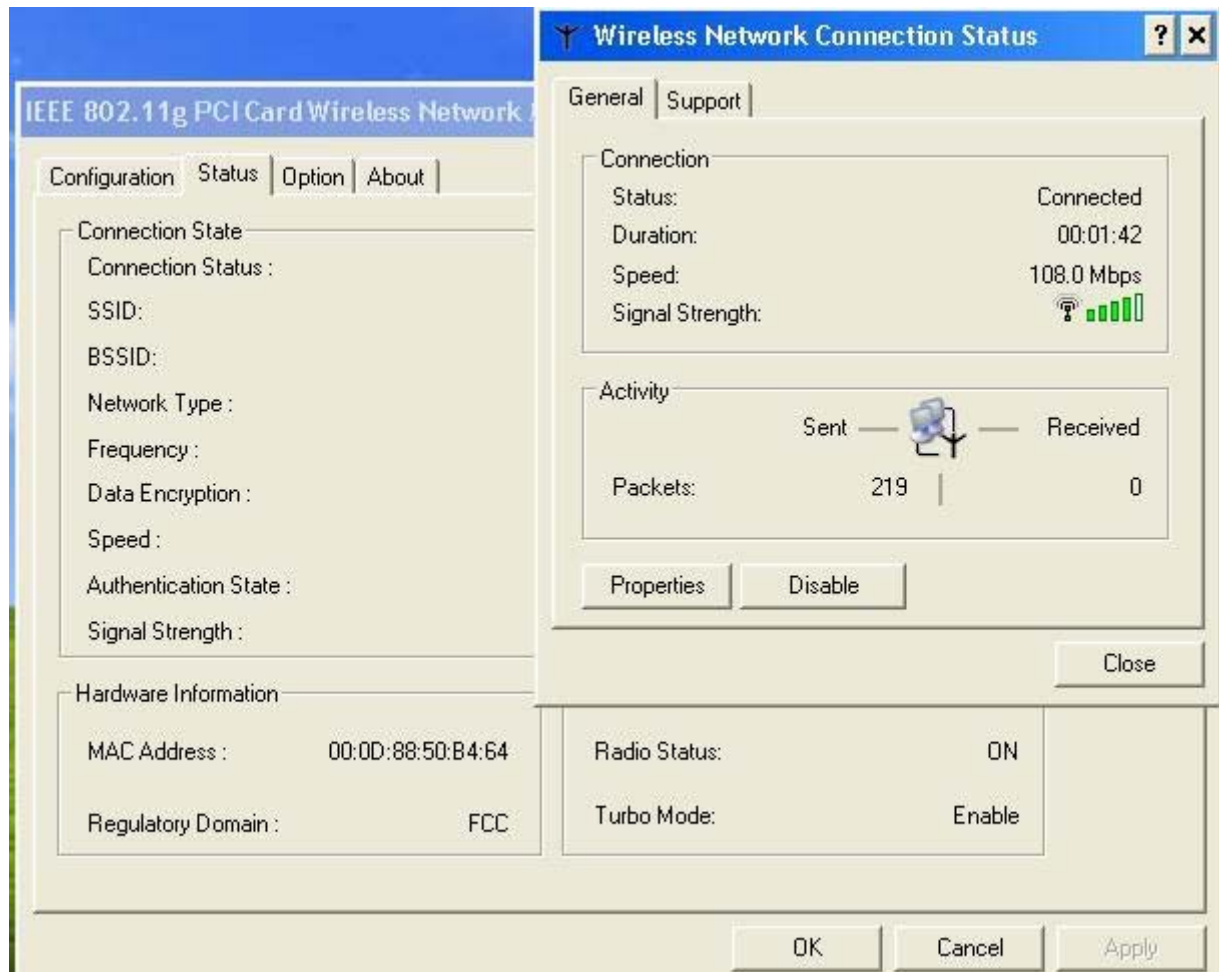 Wireless Network Connection Status
General Support
Connection
Status: Connected
Duration: 00:01:42
Speed: 108.0 Mbps
Signal Strength:
Activity
Sent Received
Packets: 219 0
Properties Disable
Close
IEEE 802.11g PCI Card Wireless Network
Configuration Status Option About
Connection State
Connection Status :
SSID:
BSSID:
Network Type :
Frequency :
Data Encryption :
Speed :
Authentication State :
Signal Strength :
Hardware Information
MAC Address : 00:0D:88:50:B4:64
Regulatory Domain : FCC
Radio Status: ON
Turbo Mode: Enable
OK Cancel Apply